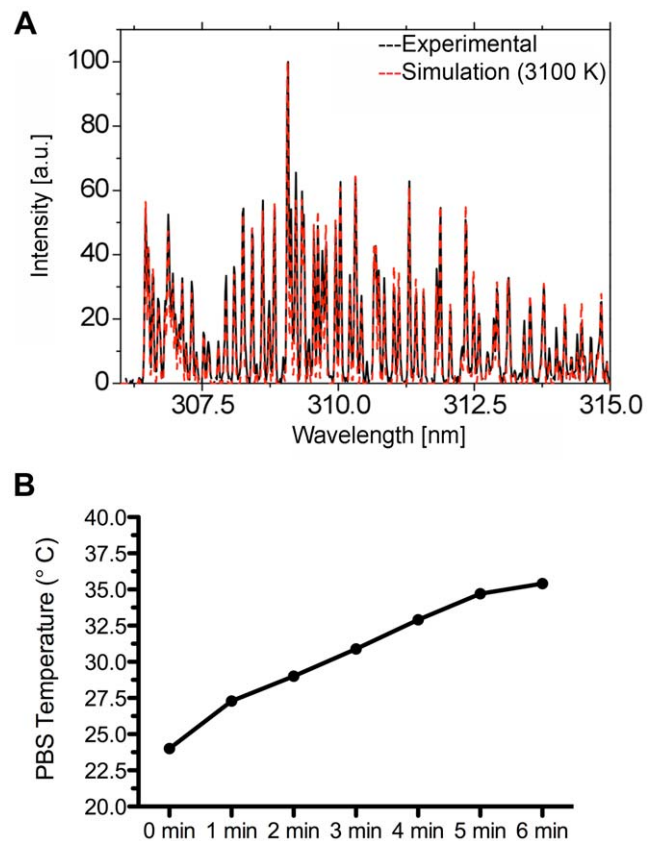 A
Experimental
Simulation (3100 K)
100
80
60
40
20
0
Intensity [a.u.]
307.5 310.0 312.5 315.0
Wavelength [nm]
B
40.0
37.5
35.0
32.5
30.0
27.5
25.0
22.5
20.0
PBS Temperature (° C)
0 min 1 min 2 min 3 min 4 min 5 min 6 min